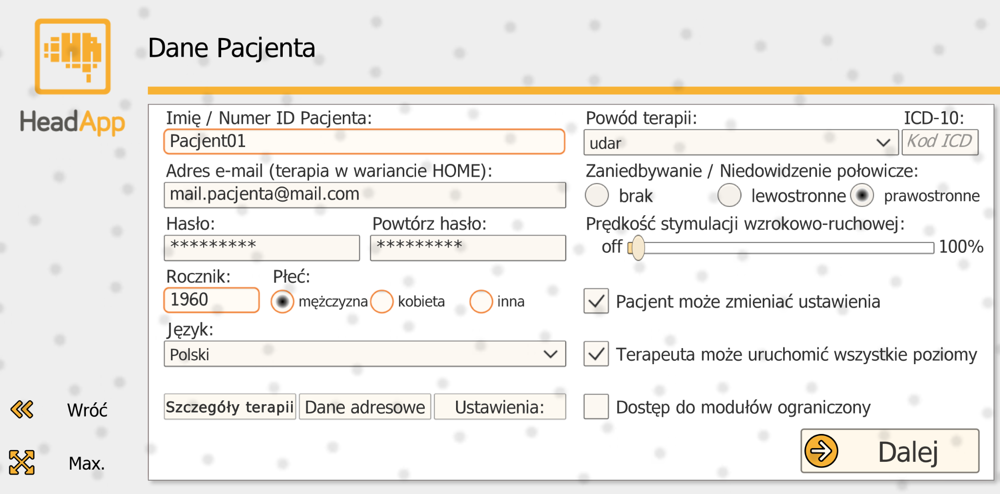 HeadApp
Dane Pacjenta
Imię / Numer ID Pacjenta:
Pacjent01
Adres e-mail (terapia w wariancie HOME):
mail.pacjenta@mail.com
Hasło:
Powtórz hasło:
*********
*********
Rocznik:
Płeć:
1960
mężczyzna
kobieta
inna
Język:
Polski
Szczegóły terapii
Dane adresowe
Ustawienia:
Powód terapii:
ICD-10:
udar
Kod ICD
Zaniedbywanie / Niedowidzenie połowicze:
brak
lewostronne
prawostronne
Prędkość stymulacji wzrokowo-ruchowej:
off
100%
Pacjent może zmieniać ustawienia
Terapeuta może uruchomić wszystkie poziomy
Dostęp do modułów ograniczony
Dalej
Wróć
Max.